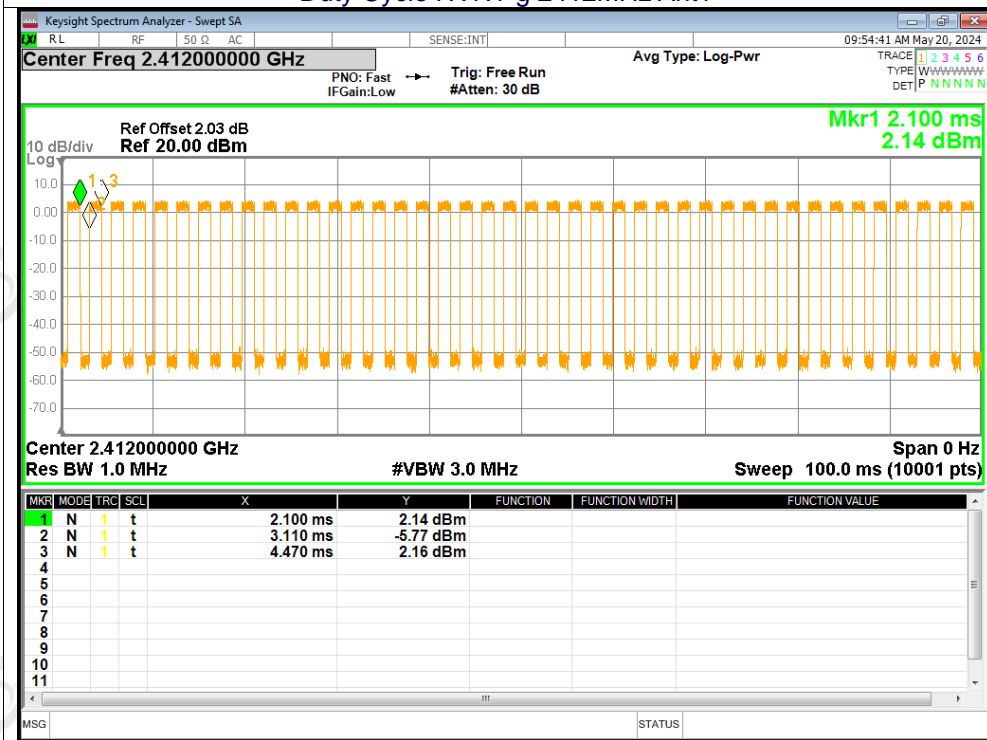 Keysight Spectrum Analyzer - Swept SA
LXI RL RF 50 Ω AC SENSE:INT 09:54:41 AM May 20, 2024
Center Freq 2.412000000 GHz Avg Type: Log-Pwr TRACE 1 2 3 4 5 6
PNO: Fast Trig: Free Run TYPE WWWWWWW
IFGain:Low #Atten: 30 dB DET P N N N N N
Mkr1 2.100 ms
Ref Offset 2.03 dB
10 dB/div Ref 20.00 dBm 2.14 dBm
Log
10.0
0.00
-10.0
-20.0
-30.0
-40.0
-50.0
-60.0
-70.0
1 3
2
Center 2.412000000 GHz Span 0 Hz
Res BW 1.0 MHz #VBW 3.0 MHz Sweep 100.0 ms (10001 pts)
MKR MODE TRC SCL X Y FUNCTION FUNCTION WIDTH FUNCTION VALUE
1 N 1 t 2.100 ms 2.14 dBm
2 N 1 t 3.110 ms -5.77 dBm
3 N 1 t 4.470 ms 2.16 dBm
4
5
6
7
8
9
10
11
MSG STATUS